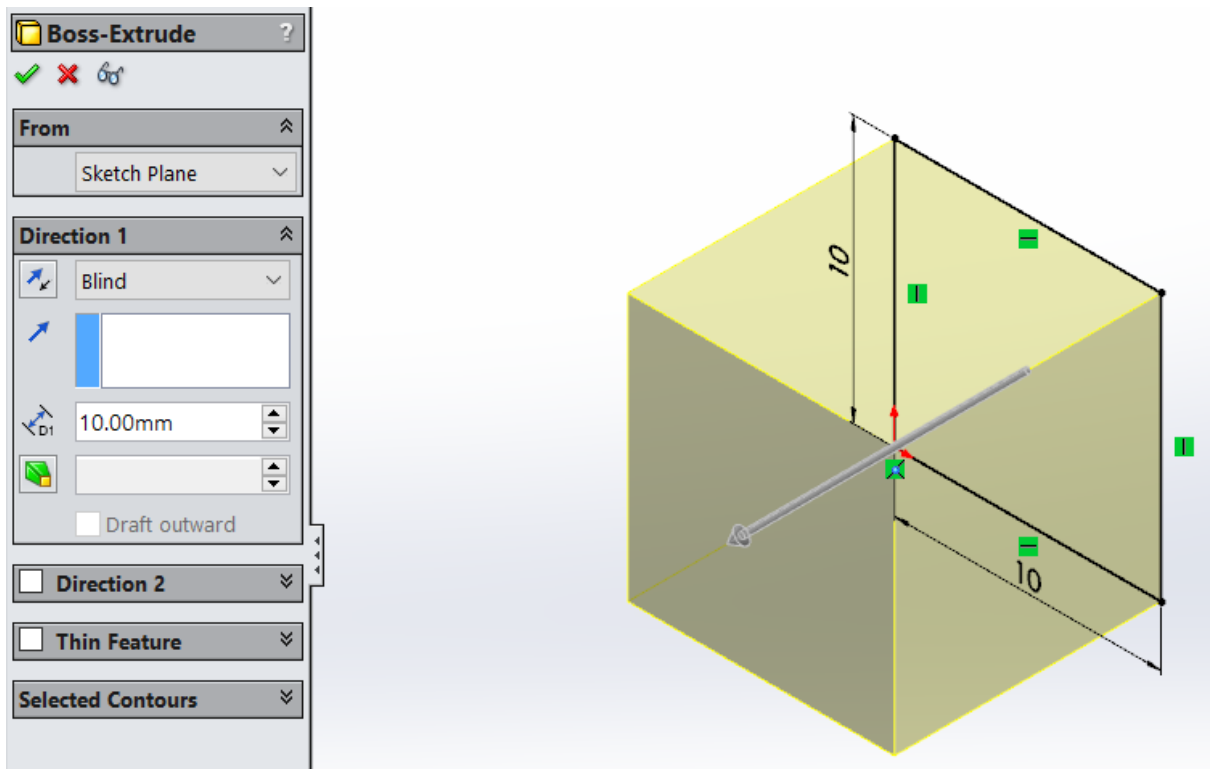 Boss-Extrude ?
From
Sketch Plane
Direction 1
Blind
D1 10.00mm
Draft outward
Direction 2
Thin Feature
Selected Contours
10
10